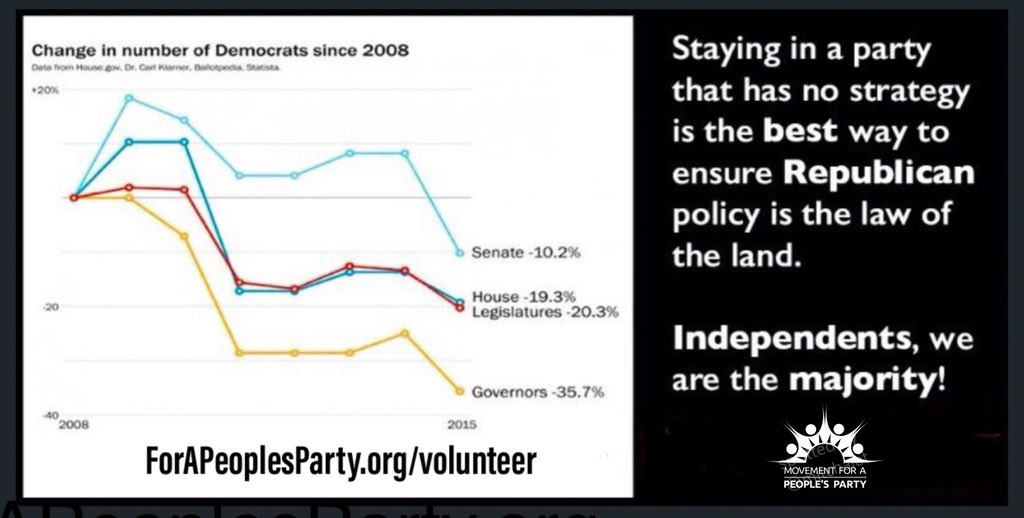 Change in number of Democrats since 2008
Data from House.gov, Dr. Carl Klarner, Ballotpedia, Statista.
+20%
Senate -10.2%
House -19.3%
-20
Legislatures -20.3%
Governors -35.7%
-40
2008
2015
ForAPeoplesParty.org/volunteer
Staying in a party
that has no strategy
is the best way to
ensure Republican
policy is the law of
the land.
Independents, we
are the majority!
MOVEMENT FOR A
PEOPLE'S PARTY
APeoplesParty.org